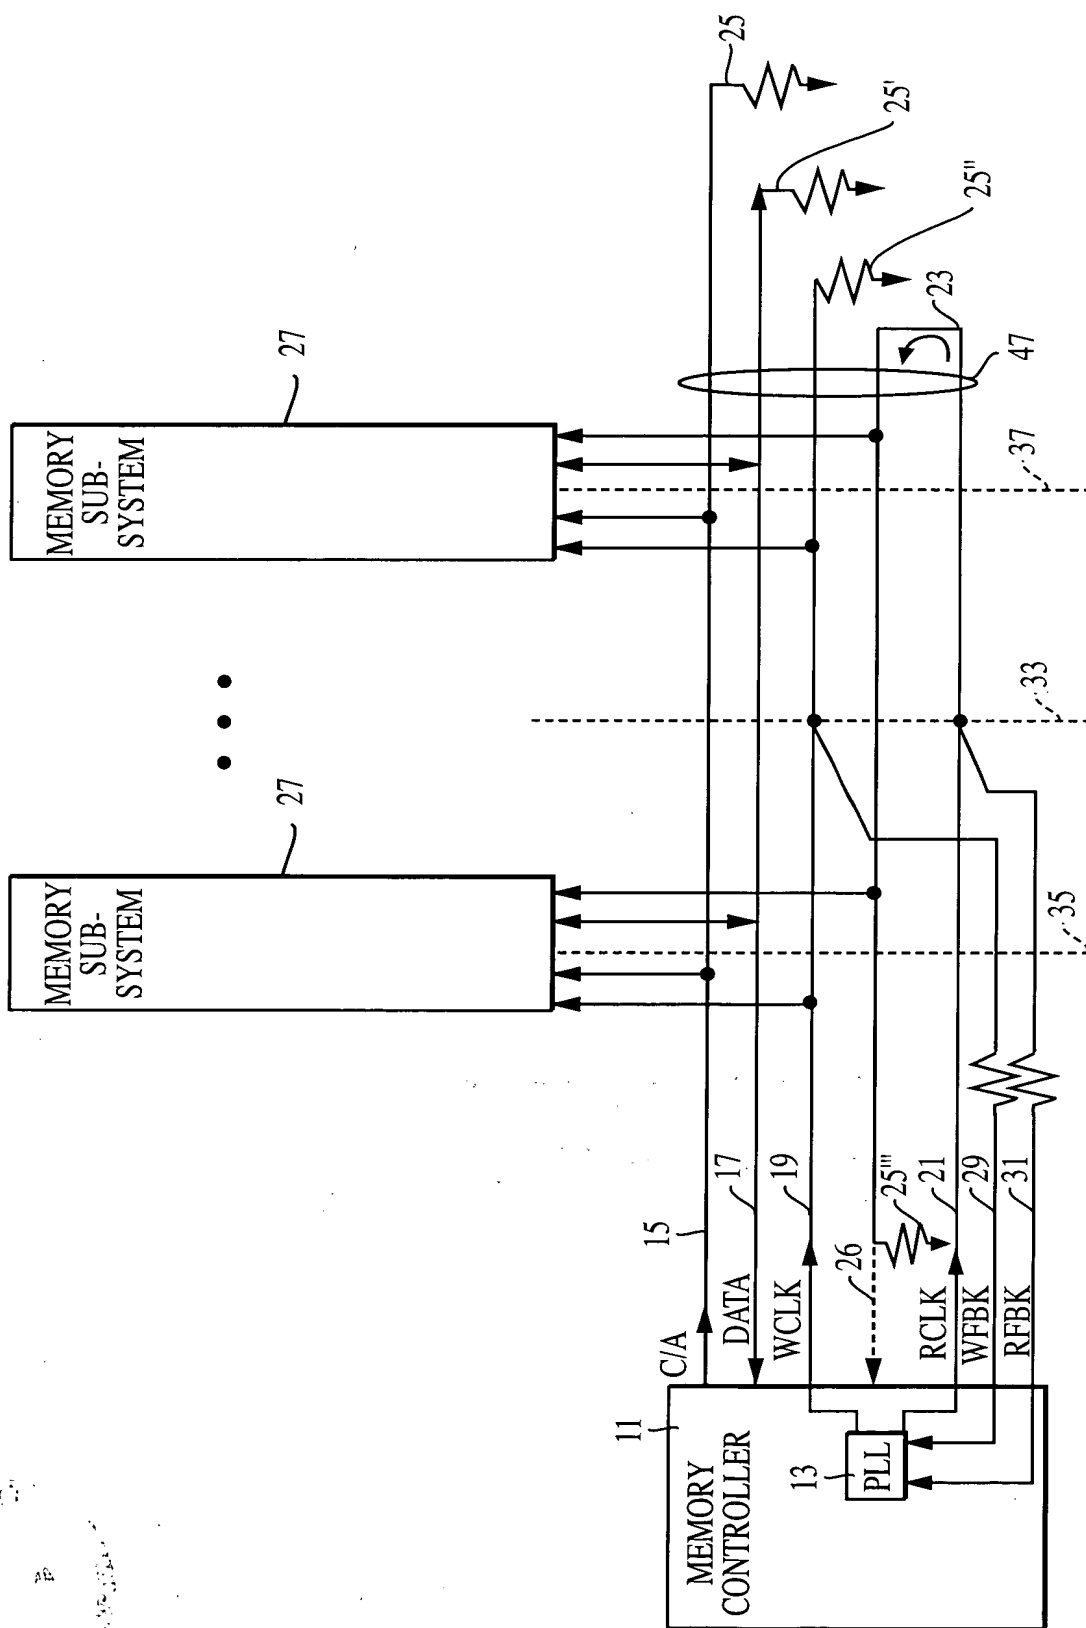 MEMORY
SUB-
SYSTEM
27
MEMORY
SUB-
SYSTEM
27
25
25'
25"
23
47
37
33
35
15
C/A
17
DATA
19
WCLK
26
25'''
21
RCLK
29
WFBK
31
RFBK
11
MEMORY
CONTROLLER
13
PLL